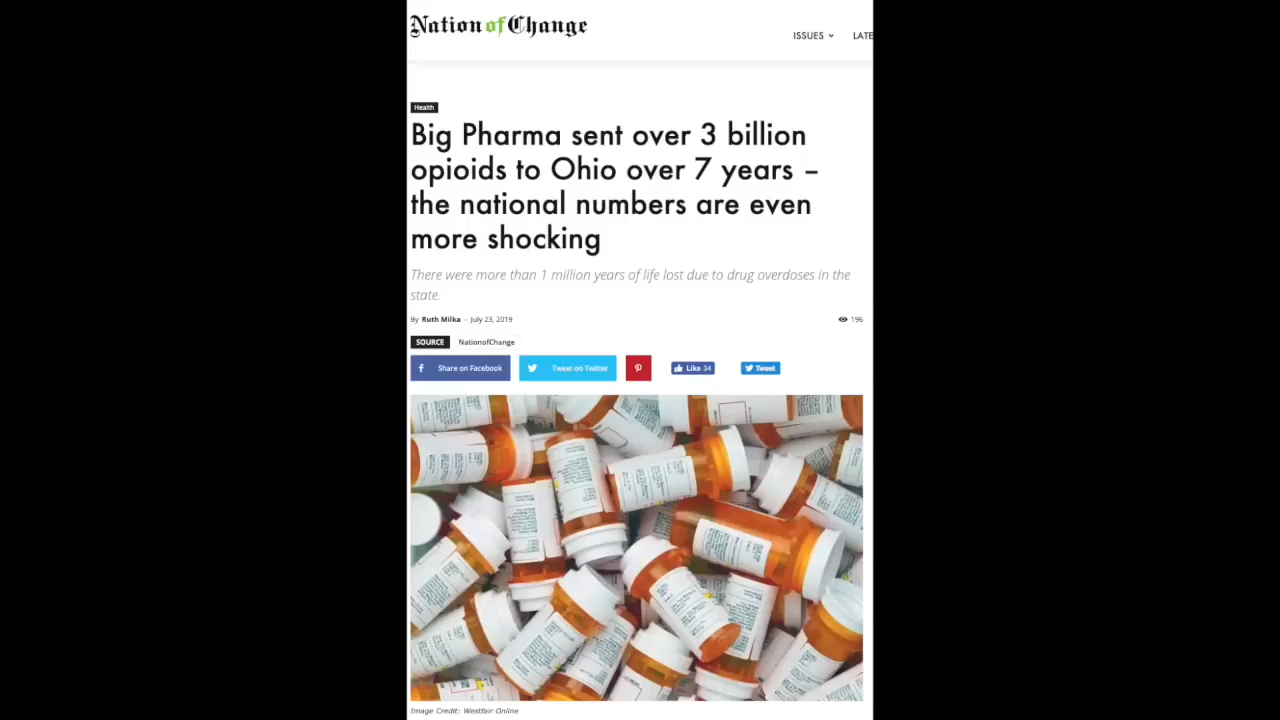 Nation of Change
ISSUES
LATE
Health
Big Pharma sent over 3 billion
opioids to Ohio over 7 years –
the national numbers are even
more shocking
There were more than 1 million years of life lost due to drug overdoses in the
state.
By Ruth Milka - July 23, 2019
196
SOURCE NationofChange
Share on Facebook
Tweet on Twitter
Like 34
Tweet
Image Credit: Westfair Online